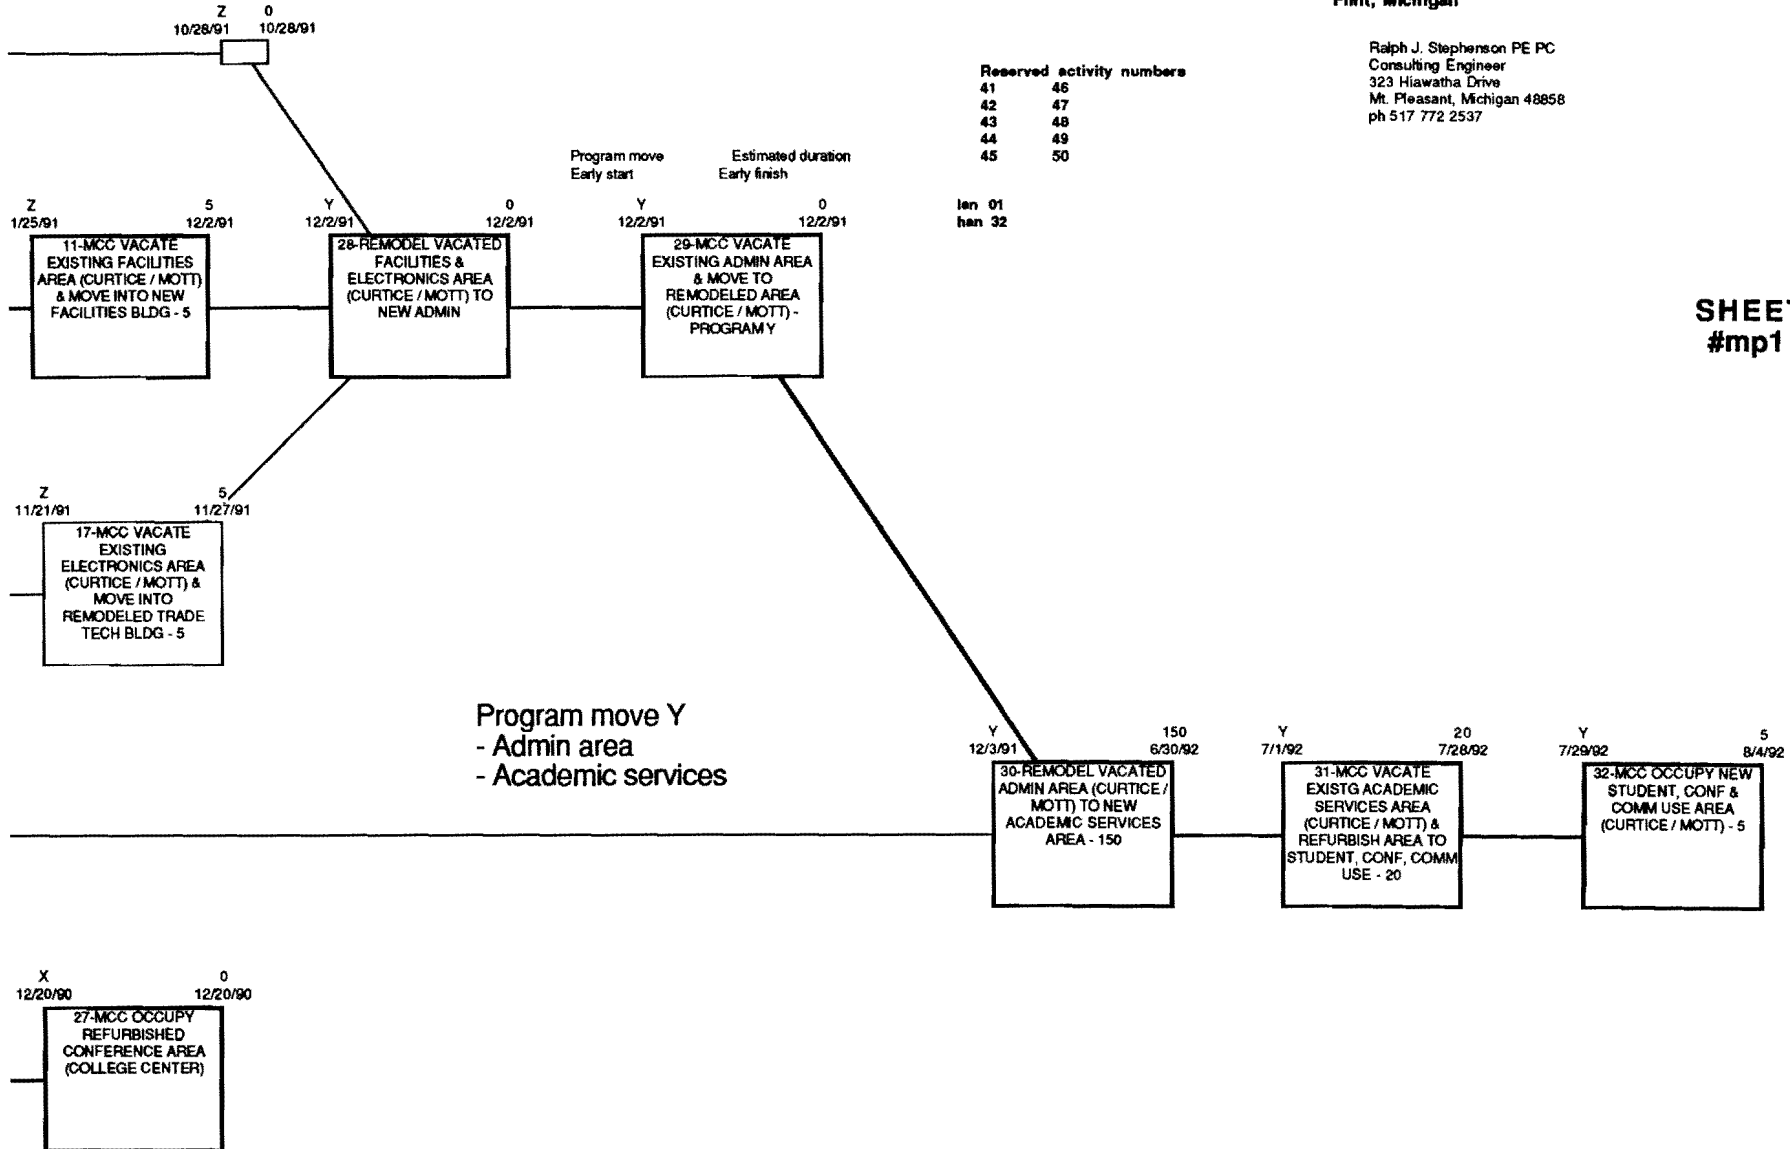 Flint, Michigan
Ralph J. Stephenson PE PC
Consulting Engineer
323 Hiawatha Drive
Mt. Pleasant, Michigan 48858
ph 517 772 2537
Z 0
10/28/91 10/28/91
Reserved activity numbers
41 46
42 47
43 48
44 49
45 50
Program move Estimated duration
Early start Early finish
Z 5
1/25/91 12/2/91
11-MCC VACATE
EXISTING FACILITIES
AREA (CURTICE / MOTT)
& MOVE INTO NEW
FACILITIES BLDG - 5
Y 0
12/2/91 12/2/91
28-REMODEL VACATED
FACILITIES &
ELECTRONICS AREA
(CURTICE / MOTT) TO
NEW ADMIN
Y 0
12/2/91 12/2/91
29-MCC VACATE
EXISTING ADMIN AREA
& MOVE TO
REMODELED AREA
(CURTICE / MOTT) -
PROGRAM Y
len 01
han 32
SHEET
#mp1
Z 5
11/21/91 11/27/91
17-MCC VACATE
EXISTING
ELECTRONICS AREA
(CURTICE / MOTT) &
MOVE INTO
REMODELED TRADE
TECH BLDG - 5
Program move Y
- Admin area
- Academic services
Y 150
12/3/91 6/30/92
30-REMODEL VACATED
ADMIN AREA (CURTICE /
MOTT) TO NEW
ACADEMIC SERVICES
AREA - 150
Y 20
7/1/92 7/28/92
31-MCC VACATE
EXISTG ACADEMIC
SERVICES AREA
(CURTICE / MOTT) &
REFURBISH AREA TO
STUDENT, CONF, COMM
USE - 20
Y 5
7/29/92 8/4/92
32-MCC OCCUPY NEW
STUDENT, CONF &
COMM USE AREA
(CURTICE / MOTT) - 5
X 0
12/20/90 12/20/90
27-MCC OCCUPY
REFURBISHED
CONFERENCE AREA
(COLLEGE CENTER)